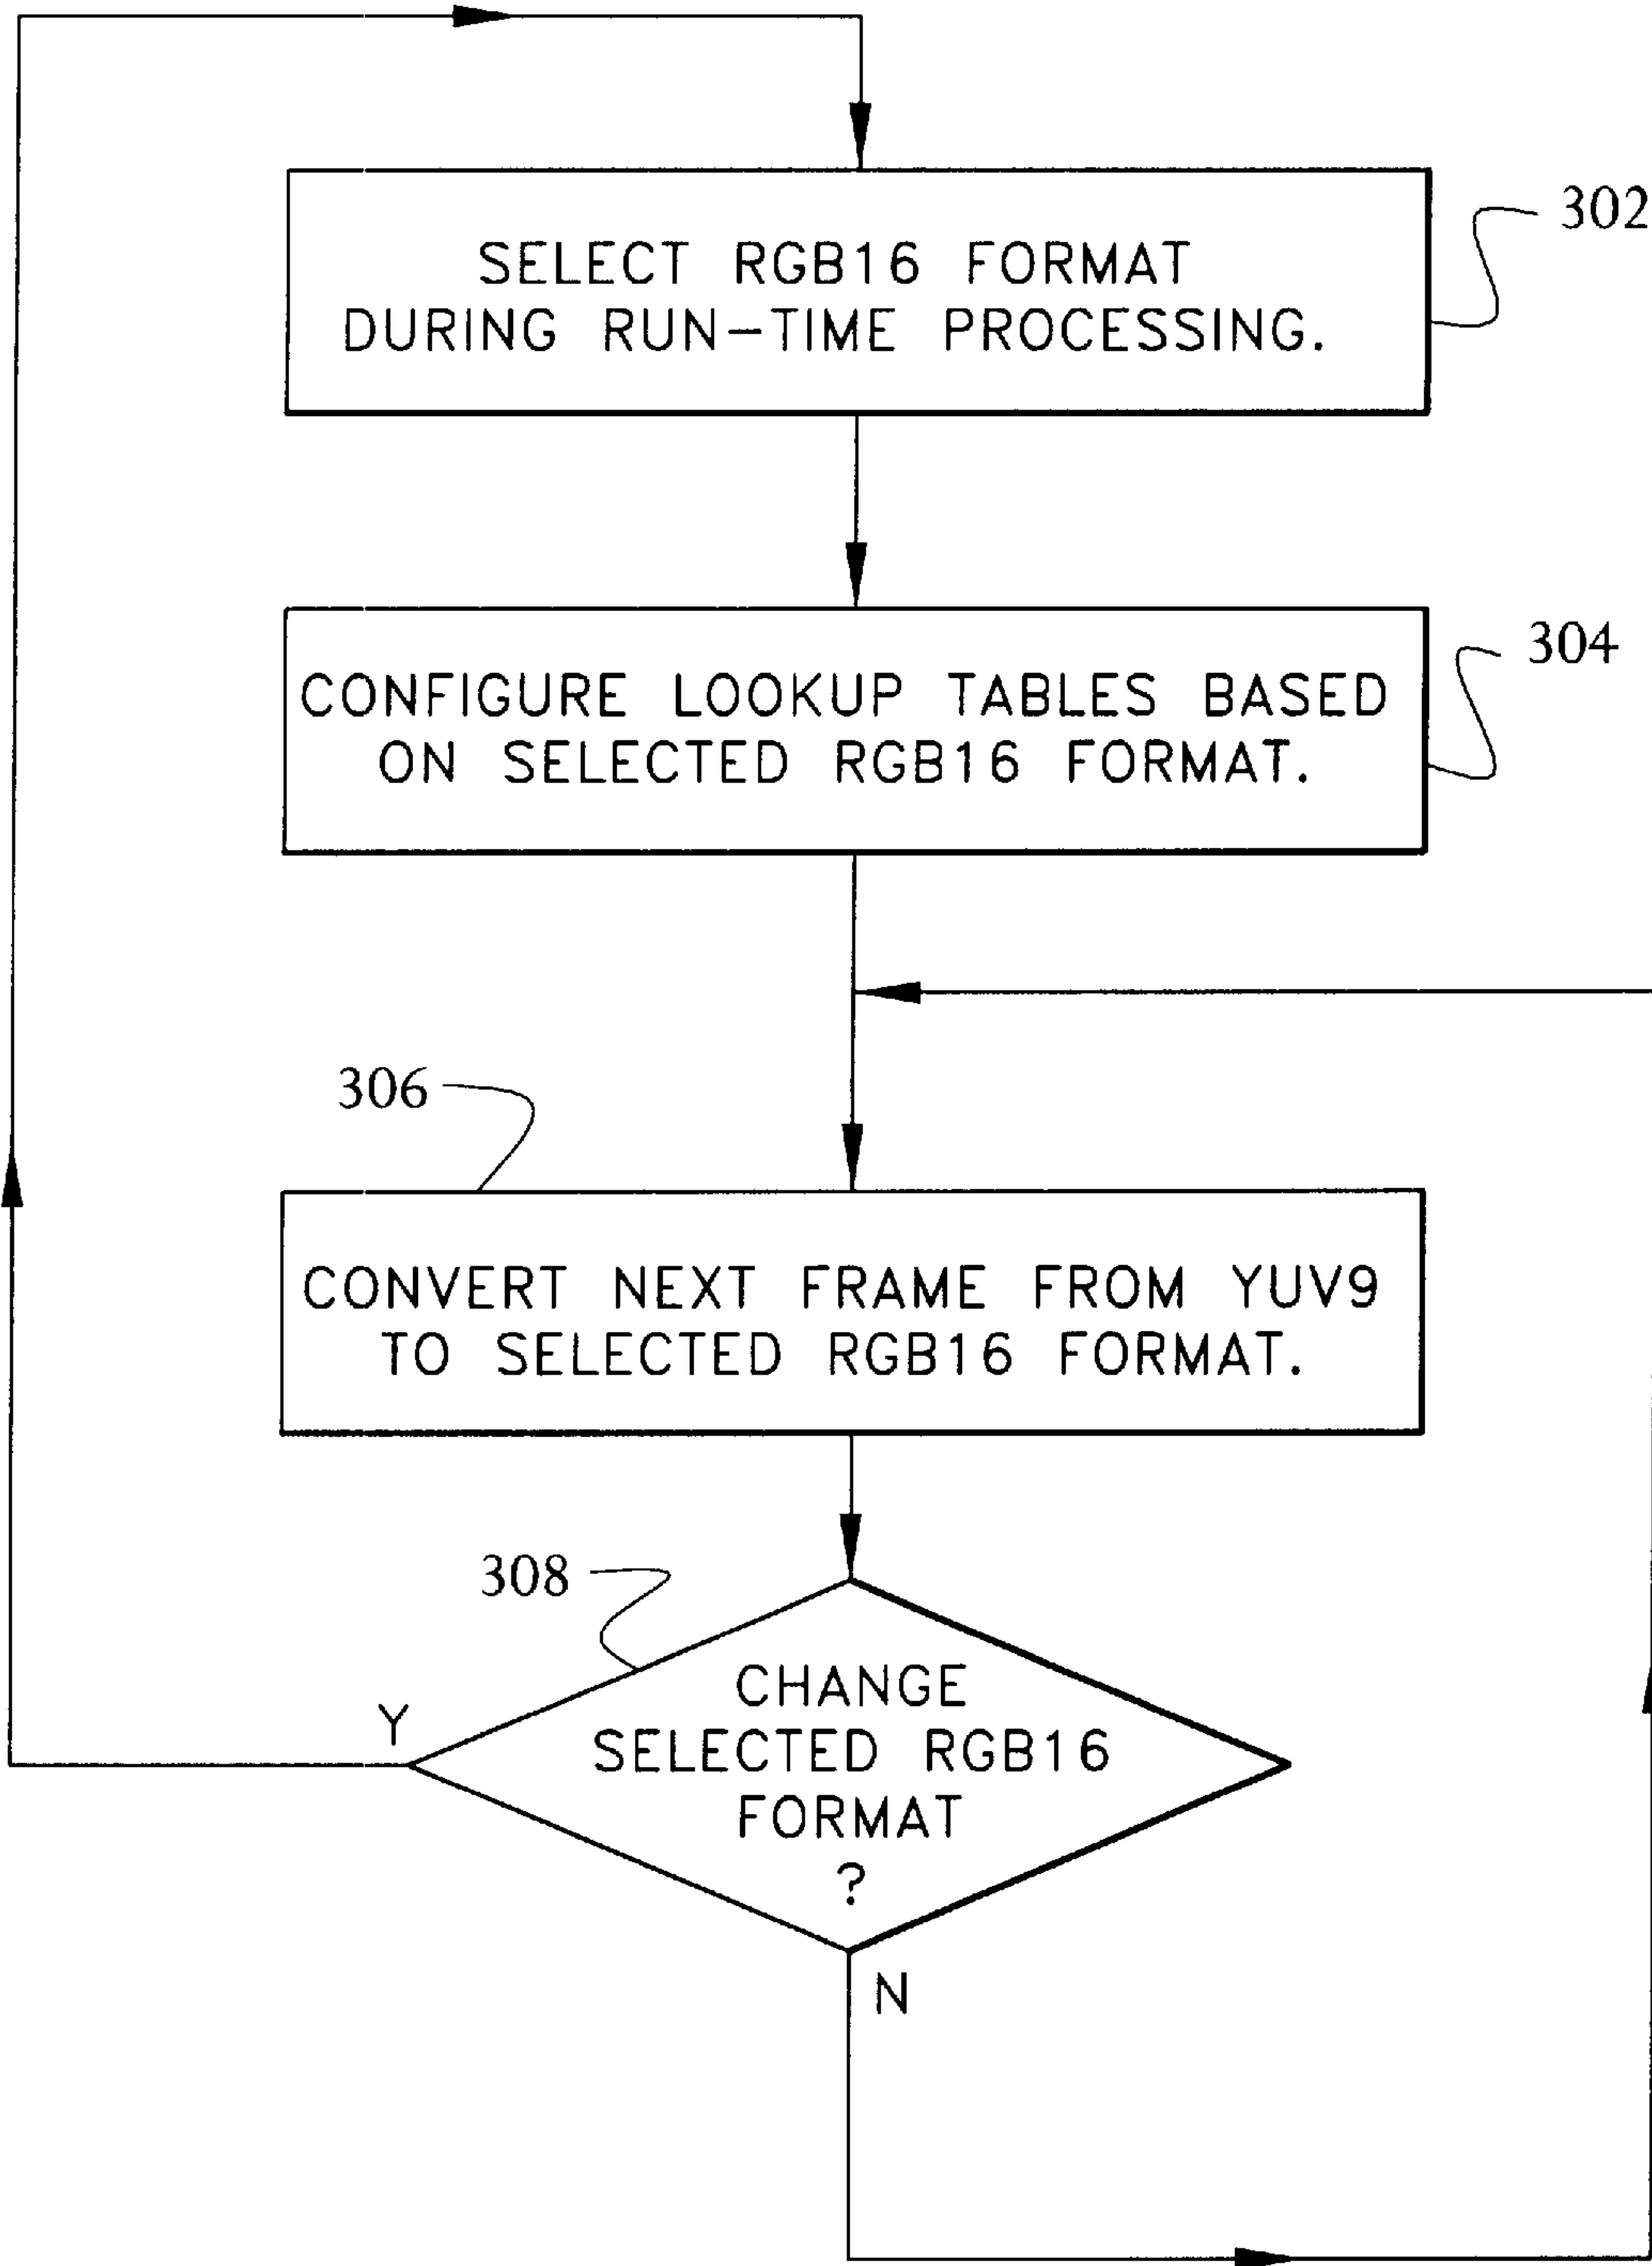 302
SELECT RGB16 FORMAT
DURING RUN-TIME PROCESSING.
304
CONFIGURE LOOKUP TABLES BASED
ON SELECTED RGB16 FORMAT.
306
CONVERT NEXT FRAME FROM YUV9
TO SELECTED RGB16 FORMAT.
308
CHANGE
SELECTED RGB16
FORMAT
?
Y
N